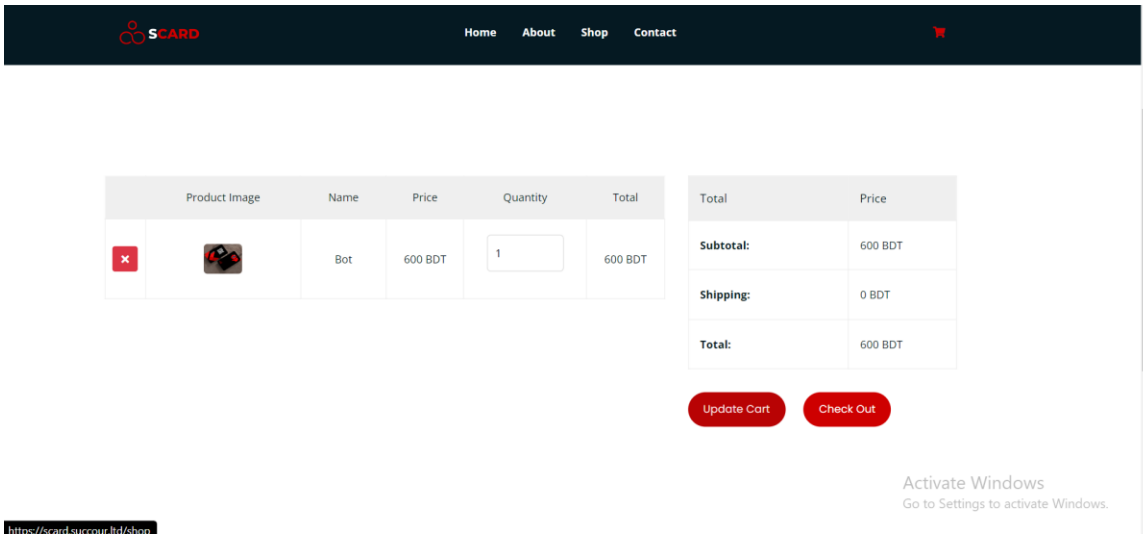 SCARD
Home About Shop Contact
Product Image Name Price Quantity Total
Bot 600 BDT 1 600 BDT
Total Price
Subtotal: 600 BDT
Shipping: 0 BDT
Total: 600 BDT
Update Cart Check Out
Activate Windows
Go to Settings to activate Windows.
https://scard.succour.ltd/shop